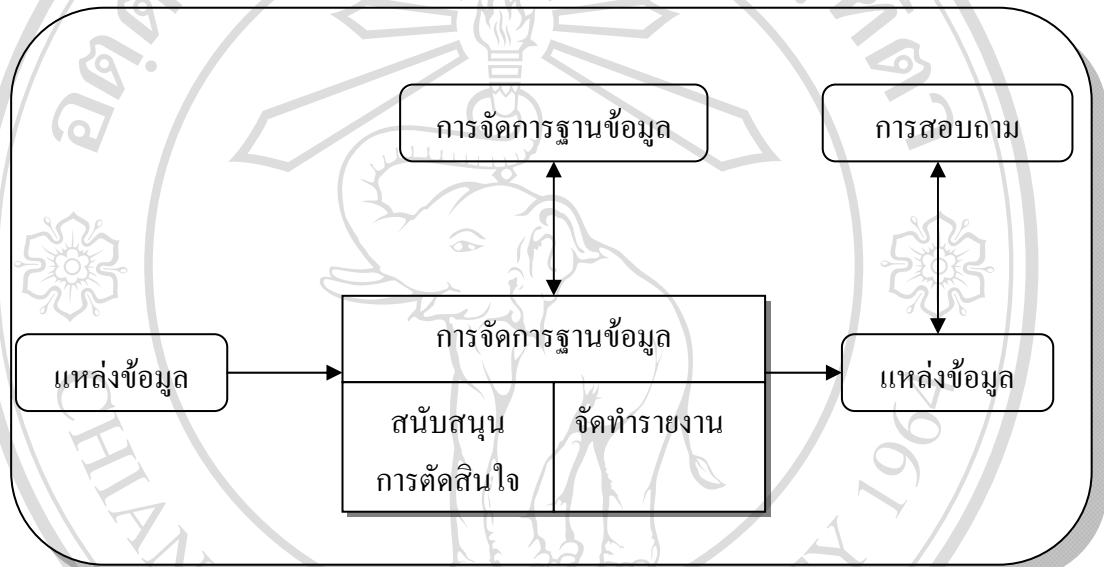 การจัดการฐานข้อมูล
การสอบถาม
การจัดการฐานข้อมูล
แหล่งข้อมูล
แหล่งข้อมูล
สนับสนุน
จัดทำรายงาน
การตัดสินใจ